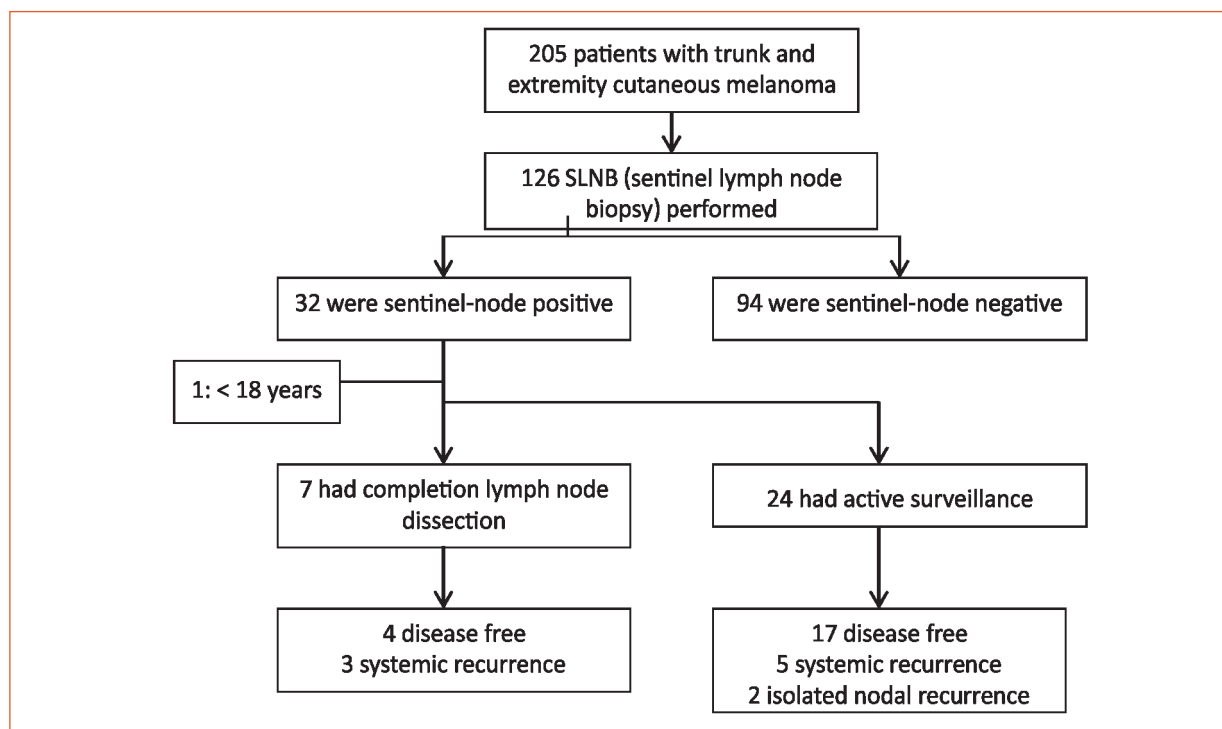 205 patients with trunk and
extremity cutaneous melanoma
126 SLNB (sentinel lymph node
biopsy) performed
32 were sentinel-node positive
94 were sentinel-node negative
1: < 18 years
7 had completion lymph node
dissection
24 had active surveillance
4 disease free
3 systemic recurrence
17 disease free
5 systemic recurrence
2 isolated nodal recurrence